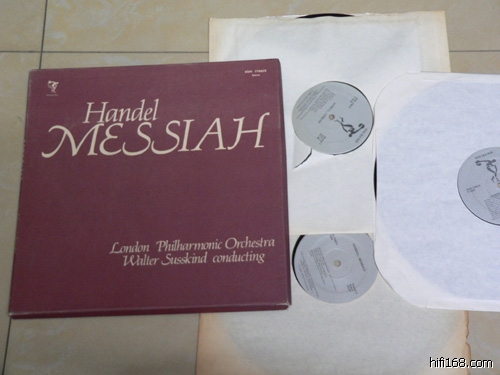 Handel
MESSIAH
London Philharmonic Orchestra
Walter Susskind conducting
hifi168.com